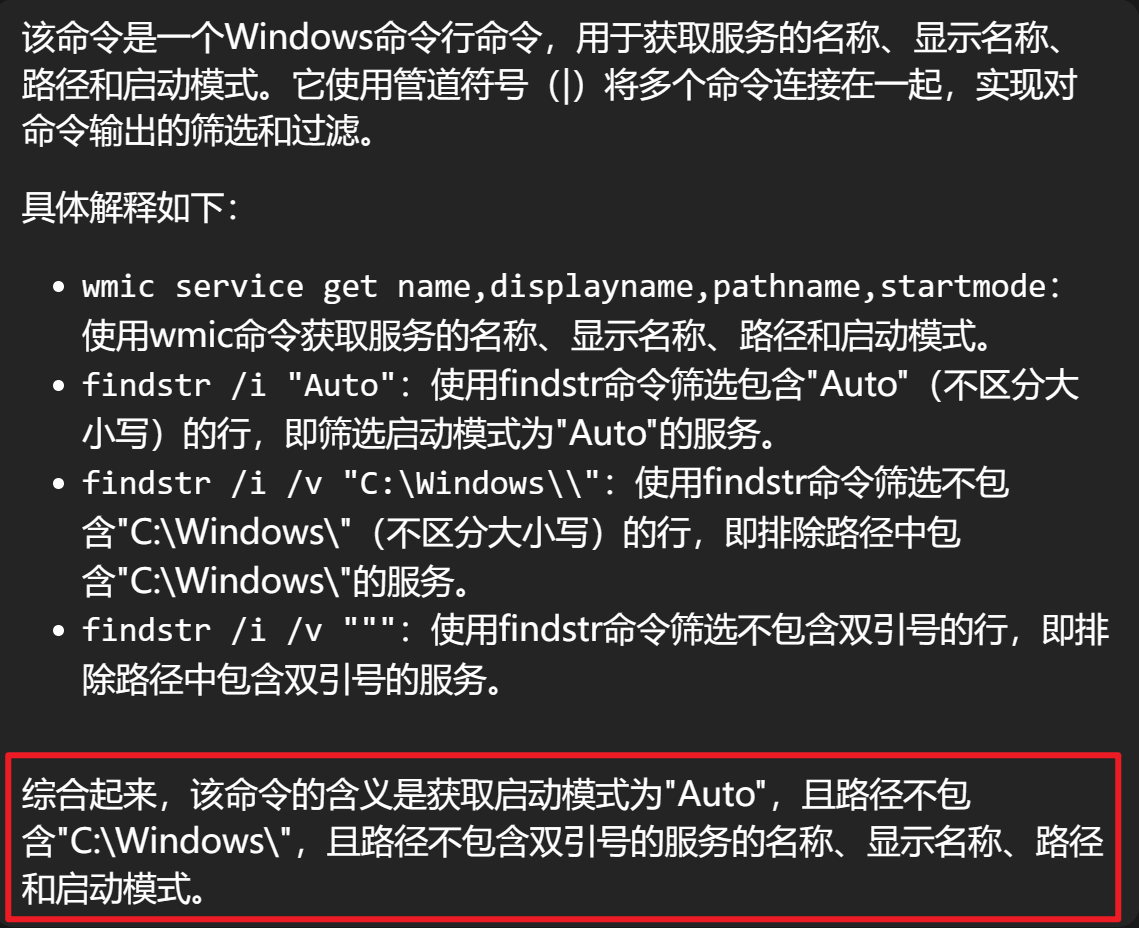 该命令是一个Windows命令行命令，用于获取服务的名称、显示名称、
路径和启动模式。它使用管道符号（|）将多个命令连接在一起，实现对
命令输出的筛选和过滤。
具体解释如下：
• wmic service get name,displayname,pathname,startmode：
使用wmic命令获取服务的名称、显示名称、路径和启动模式。
• findstr /i "Auto"：使用findstr命令筛选包含"Auto"（不区分大
小写）的行，即筛选启动模式为"Auto"的服务。
• findstr /i /v "C:\Windows\\"：使用findstr命令筛选不包
含"C:\Windows\"（不区分大小写）的行，即排除路径中包
含"C:\Windows\"的服务。
• findstr /i /v """：使用findstr命令筛选不包含双引号的行，即排
除路径中包含双引号的服务。
综合起来，该命令的含义是获取启动模式为"Auto"，且路径不包
含"C:\Windows\"，且路径不包含双引号的服务的名称、显示名称、路径
和启动模式。